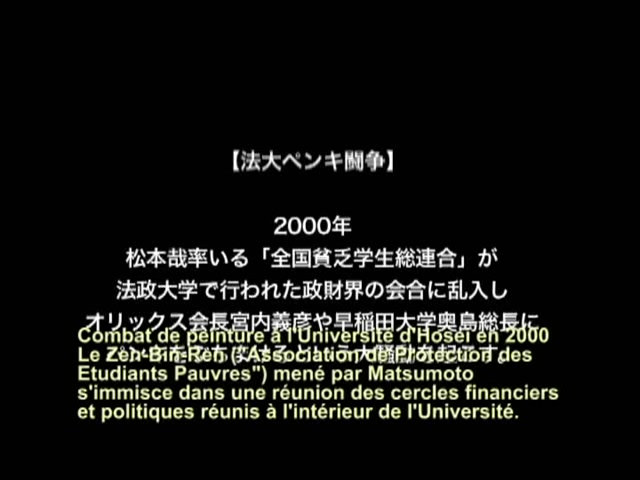 【法大ペンキ闘争】
2000年
松本哉率いる「全国貧乏学生総連合」が
法政大学で行われた政財界の会合に乱入し
オリックス会長宮内義彦や早稲田大学奥島総長に
Combat de peinture à l'Université d'Hosei en 2000
Le Zen-Bin-Ren ("Association de Protection des
Etudiants Pauvres") mené par Matsumoto
s'immisce dans une réunion des cercles financiers
et politiques réunis à l'intérieur de l'Université.